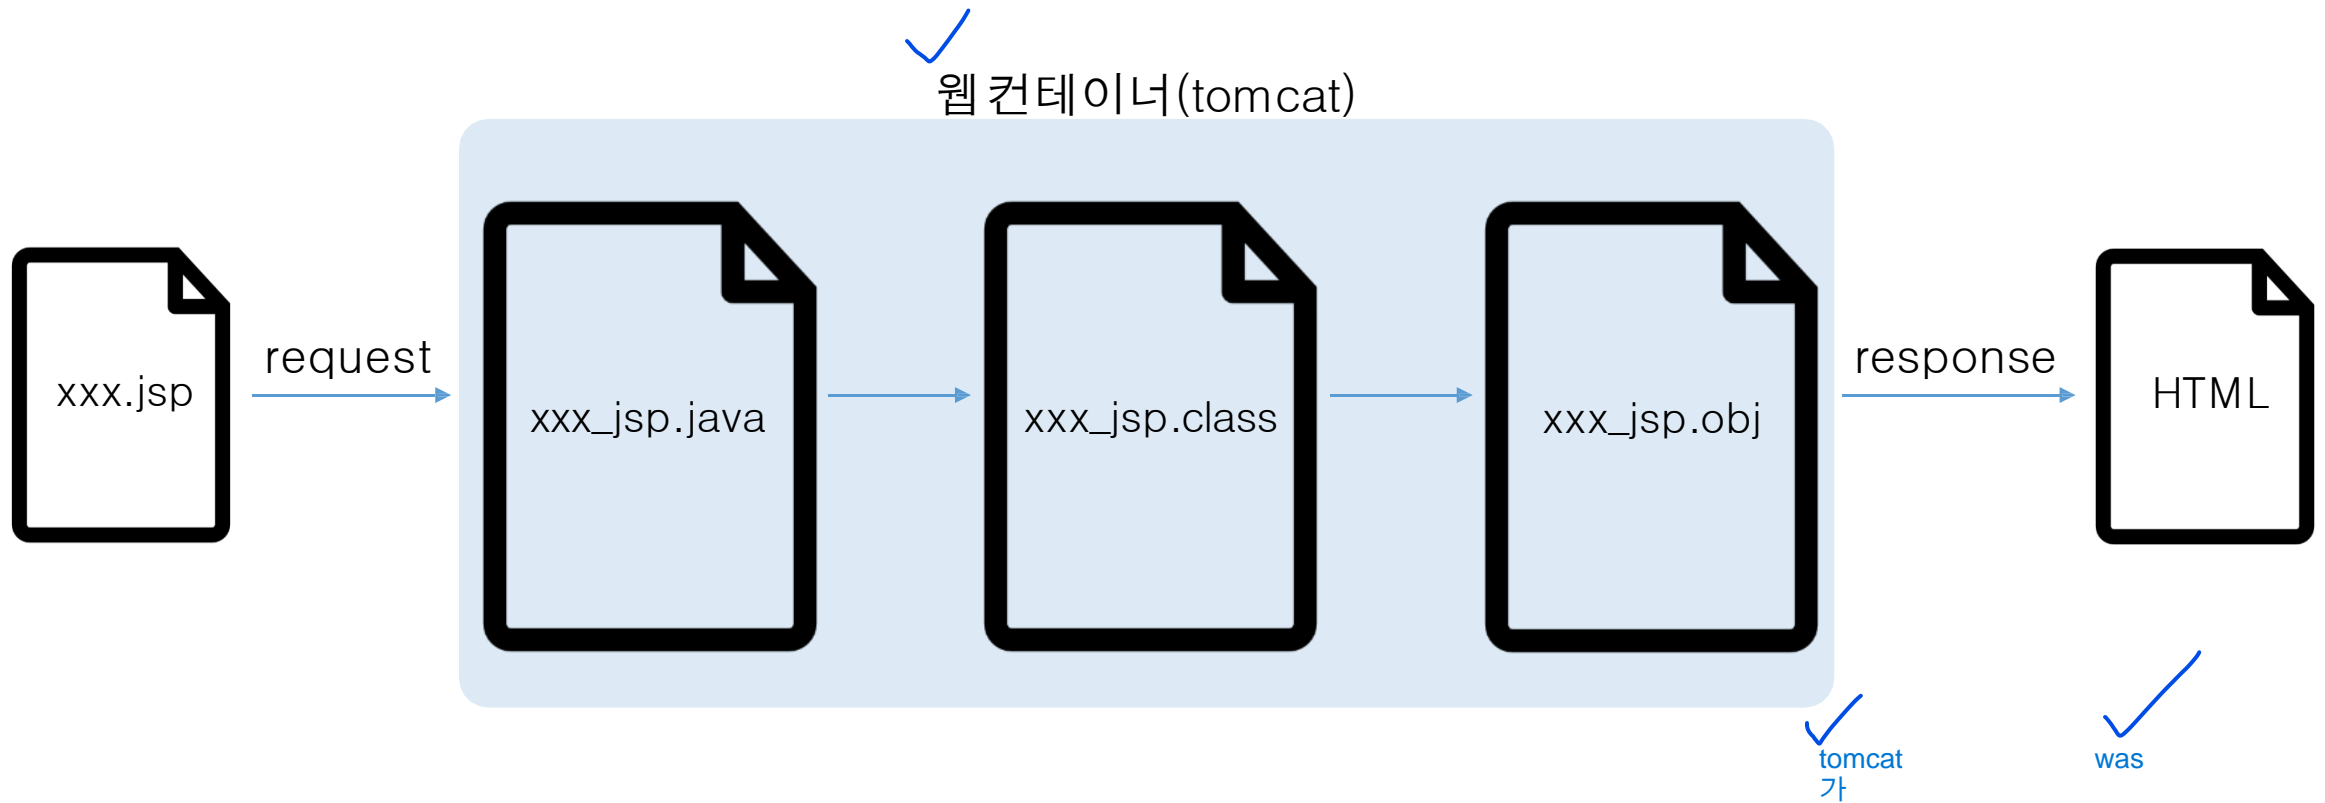 웹컨테이너(tomcat)
xxx.jsp
request
xxx_jsp.java
xxx_jsp.class
xxx_jsp.obj
response
HTML
tomcat
가
was